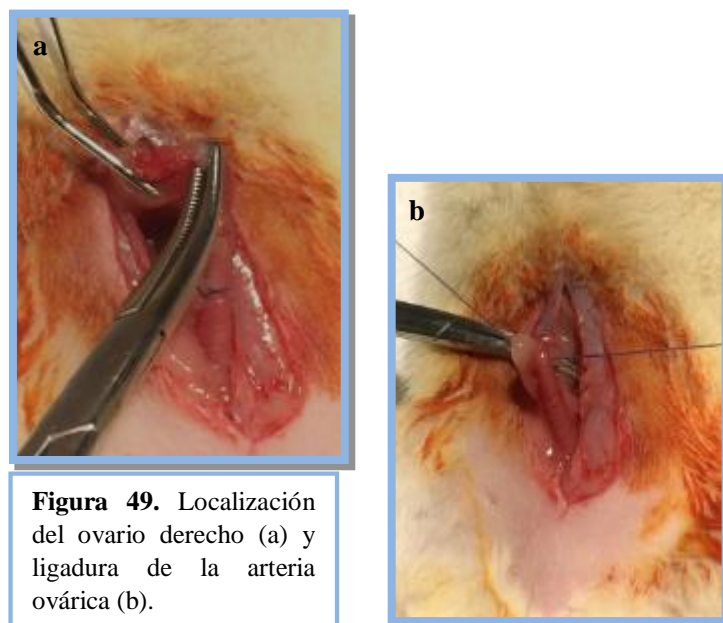 a
b
Figura 49. Localización
del ovario derecho (a) y
ligadura de la arteria
ovárica (b).